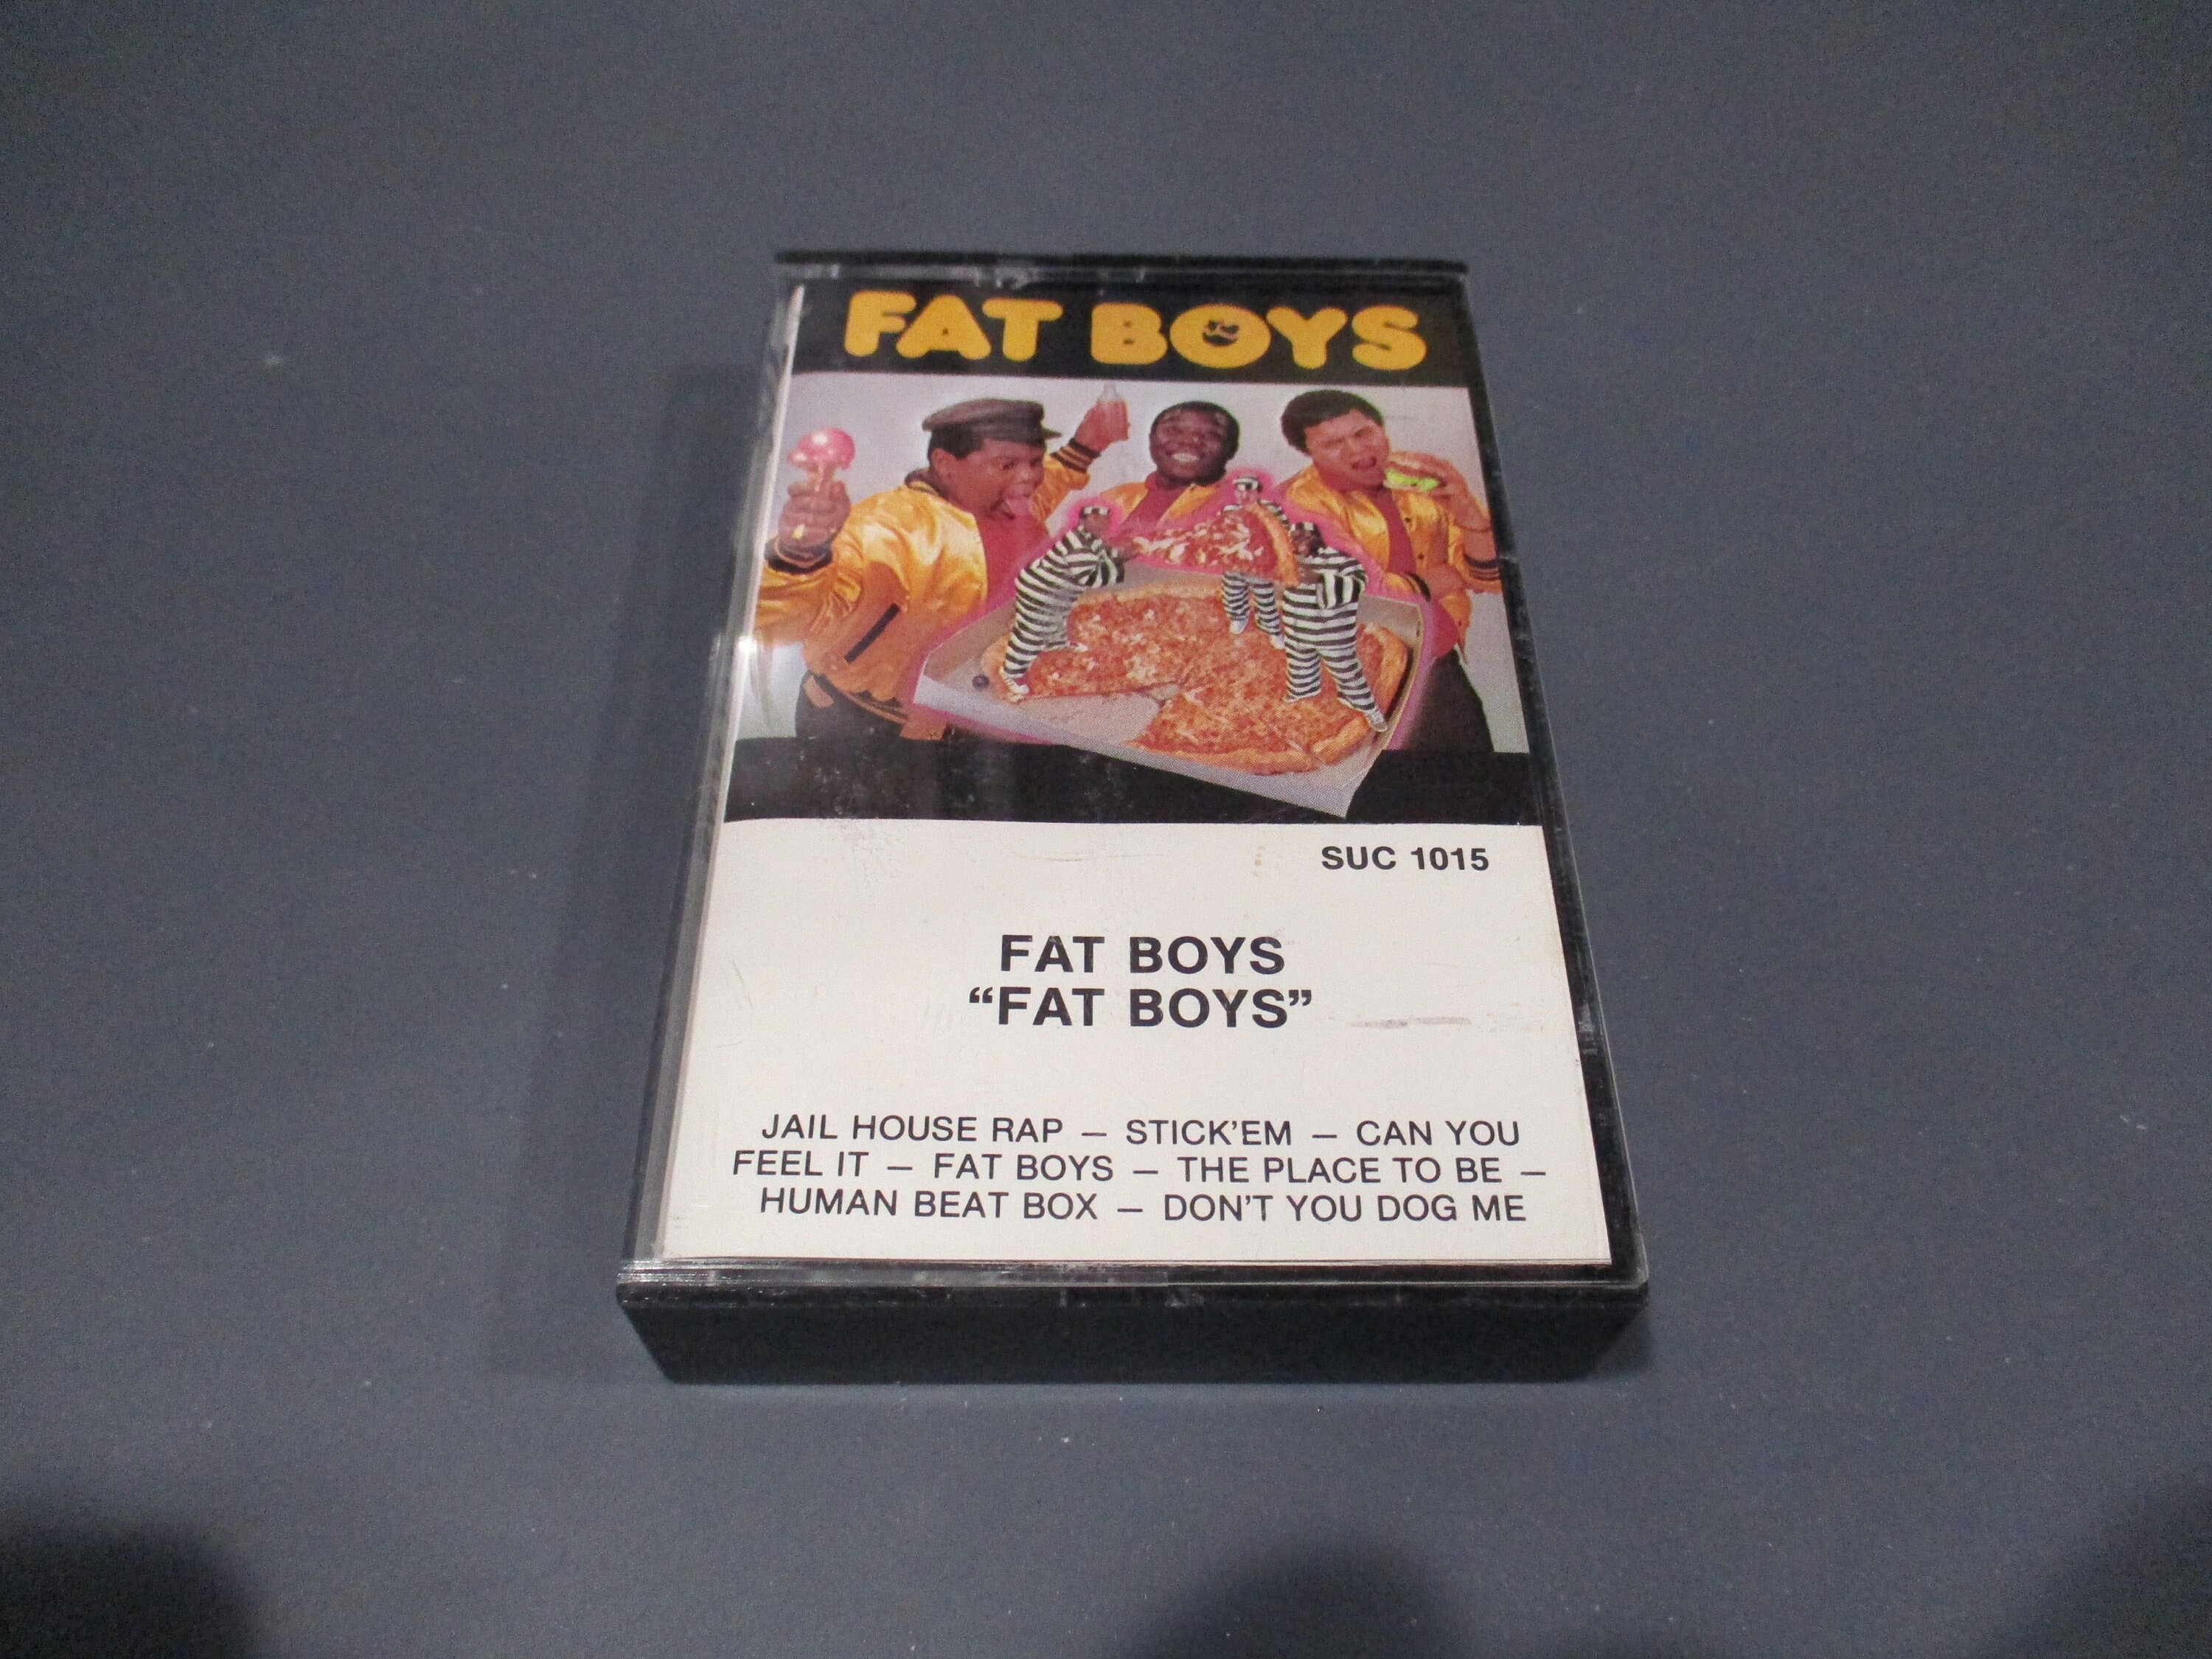 FAT BOYS
SUC 1015
FAT BOYS
“FAT BOYS”
JAIL HOUSE RAP — STICK’EM — CAN YOU
FEEL IT — FAT BOYS — THE PLACE TO BE —
HUMAN BEAT BOX — DON’T YOU DOG ME